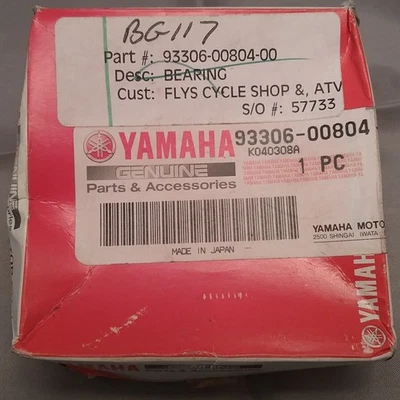 BG117
Part #: 93306-00804-00
Desc: BEARING
Cust: FLYS CYCLE SHOP &, ATV
S/O #: 57733
YAMAHA 93306-00804
K040308A
GENUINE
1 PC
Parts & Accessories
YAMAHA MOTO
2500 SHINGAI IWATA
MADE IN JAPAN
YAMAHA